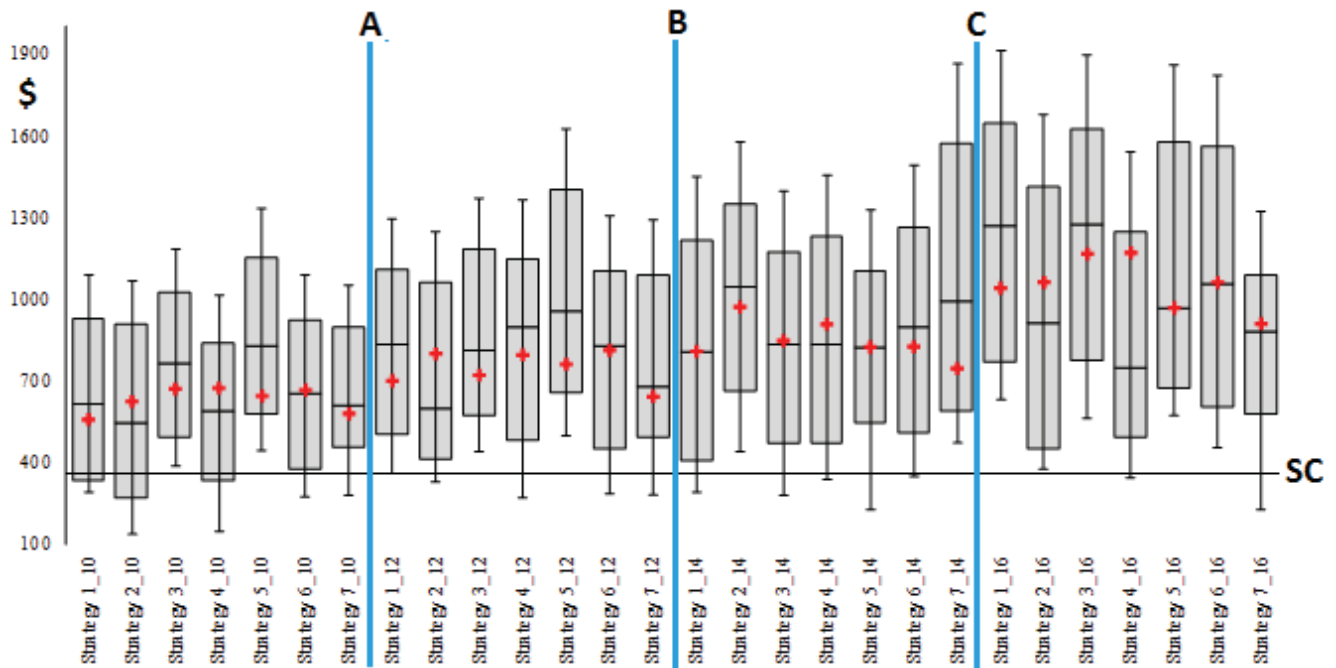 A
B
C
1900
$
1600
1300
1000
700
400
SC
100
Strategy 1_10
Strategy 2_10
Strategy 3_10
Strategy 4_10
Strategy 5_10
Strategy 6_10
Strategy 7_10
Strategy 1_12
Strategy 2_12
Strategy 3_12
Strategy 4_12
Strategy 5_12
Strategy 6_12
Strategy 7_12
Strategy 1_14
Strategy 2_14
Strategy 3_14
Strategy 4_14
Strategy 5_14
Strategy 6_14
Strategy 7_14
Strategy 1_16
Strategy 2_16
Strategy 3_16
Strategy 4_16
Strategy 5_16
Strategy 6_16
Strategy 7_16